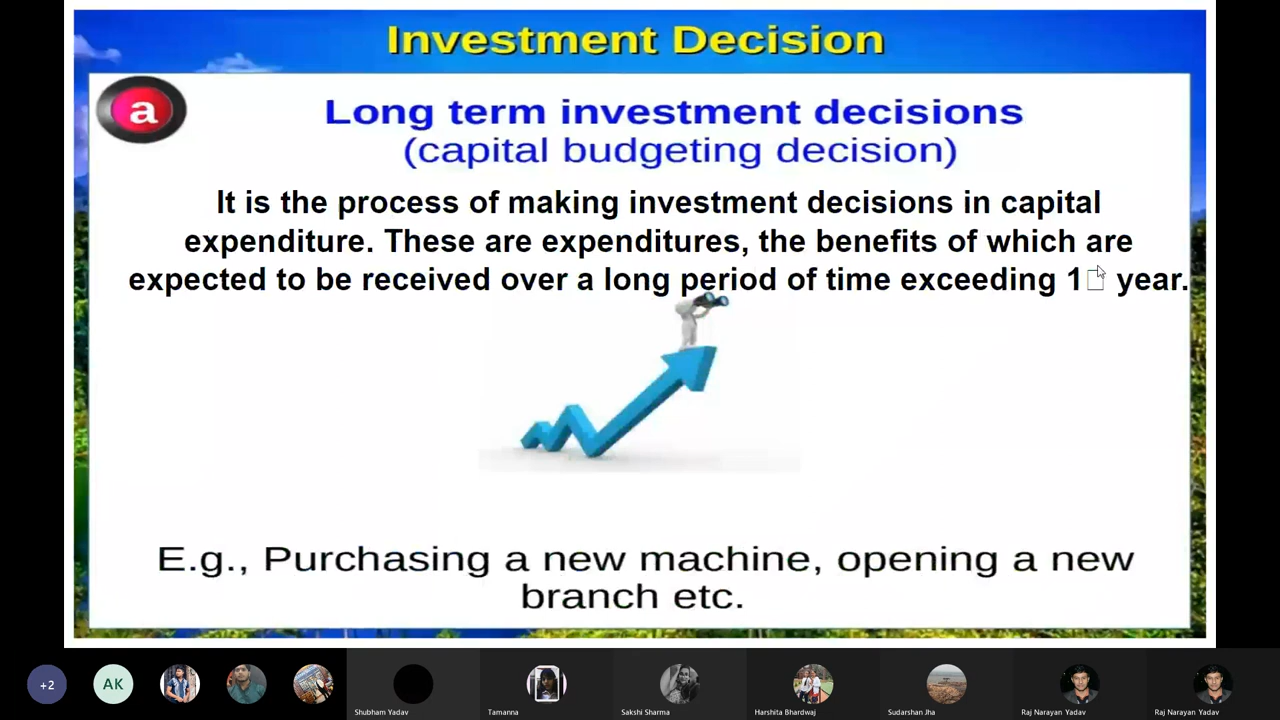 Investment Decision
a
Long term investment decisions
(capital budgeting decision)
It is the process of making investment decisions in capital
expenditure. These are expenditures, the benefits of which are
expected to be received over a long period of time exceeding 1 year.
E.g., Purchasing a new machine, opening a new
branch etc.
+2
AK
Shubham Yadav
Tamanna
Sakshi Sharma
Harshita Bhardwaj
Sudarshan Jha
Raj Narayan Yadav
Raj Narayan Yadav